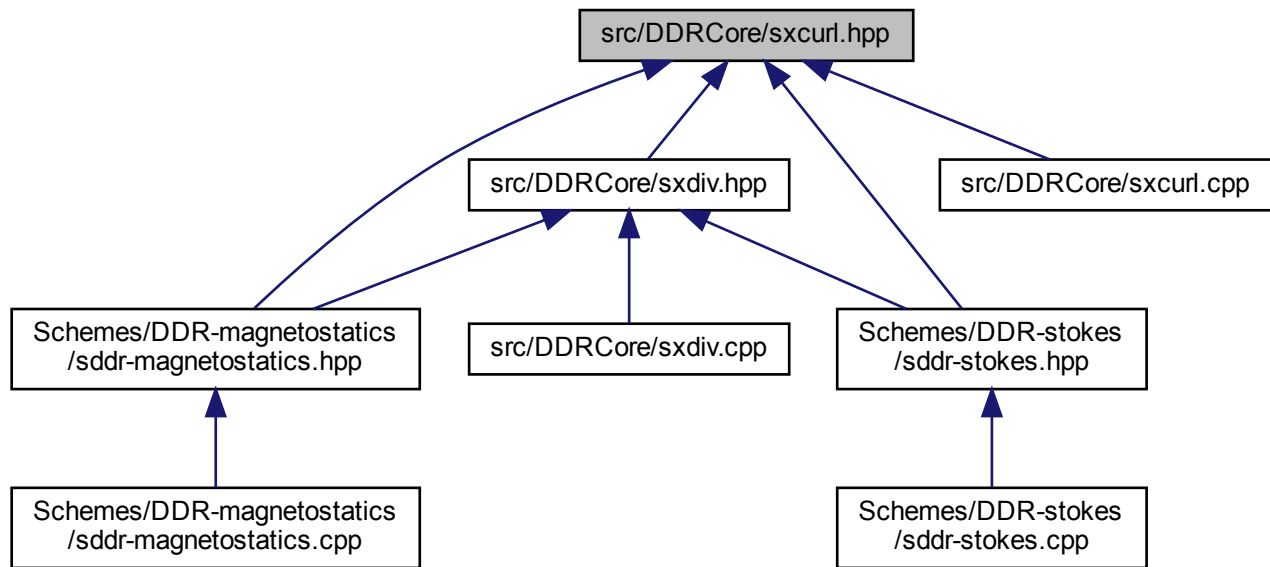 src/DDRCore/sxcurl.hpp
src/DDRCore/sxdiv.hpp
src/DDRCore/sxcurl.cpp
Schemes/DDR-magnetostatics
/sddr-magnetostatics.hpp
src/DDRCore/sxdiv.cpp
Schemes/DDR-stokes
/sddr-stokes.hpp
Schemes/DDR-magnetostatics
/sddr-magnetostatics.cpp
Schemes/DDR-stokes
/sddr-stokes.cpp